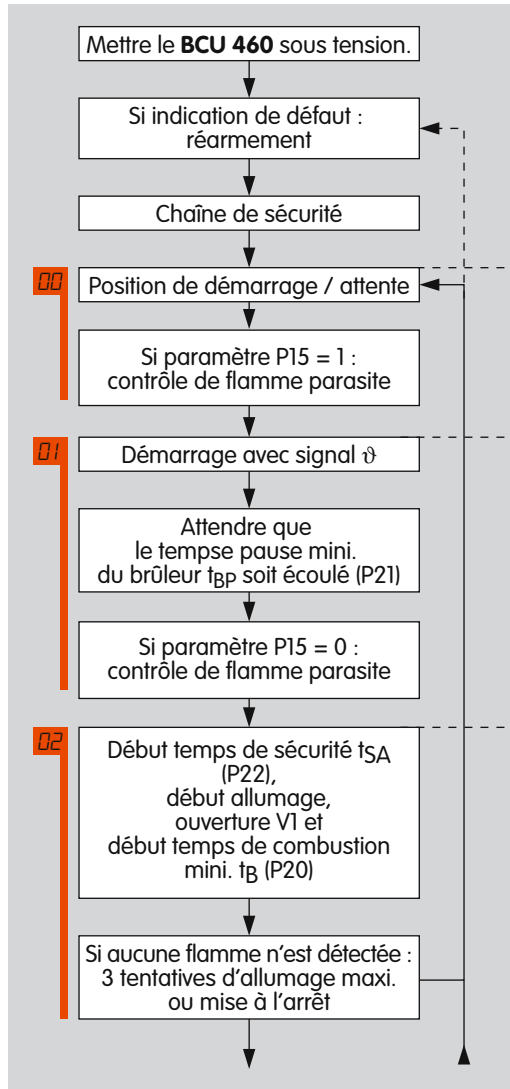 Mettre le BCU 460 sous tension.
Si indication de défaut :
réarmement
Chaîne de sécurité
00
Position de démarrage / attente
Si paramètre P15 = 1 :
contrôle de flamme parasite
01
Démarrage avec signal ϑ
Attendre que
le tempse pause mini.
du brûleur tBP soit écoulé (P21)
Si paramètre P15 = 0 :
contrôle de flamme parasite
02
Début temps de sécurité tSA
(P22),
début allumage,
ouverture V1 et
début temps de combustion
mini. tB (P20)
Si aucune flamme n'est détectée :
3 tentatives d'allumage maxi.
ou mise à l'arrêt